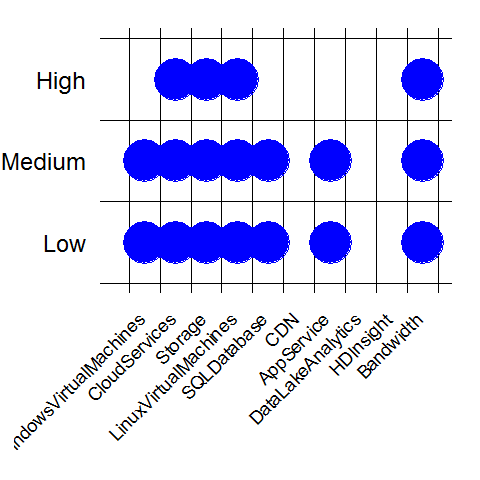 High
Medium
Low
ndowsVirtualMachines
CloudServices
Storage
LinuxVirtualMachines
SQLDatabase
CDN
AppService
DataLakeAnalytics
HDInsight
Bandwidth